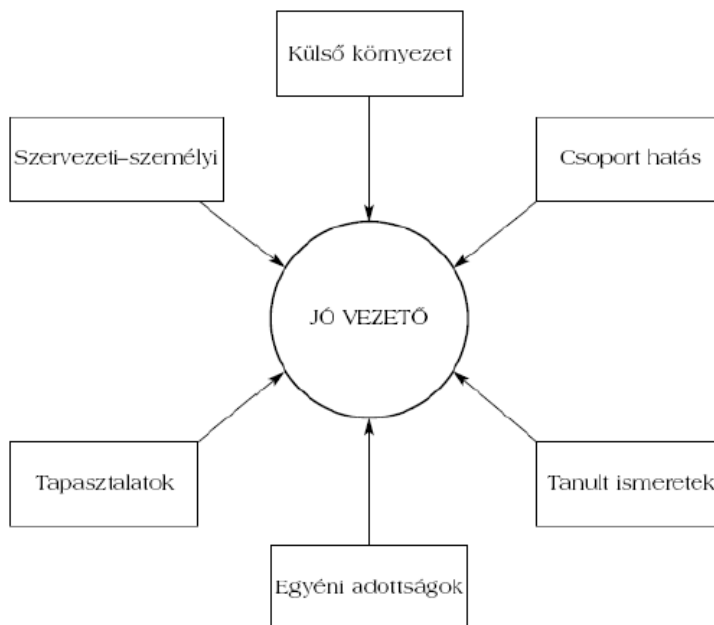 Külső környezet
Szervezeti–személyi
Csoport hatás
JÓ VEZETŐ
Tapasztalatok
Tanult ismeretek
Egyéni adottságok